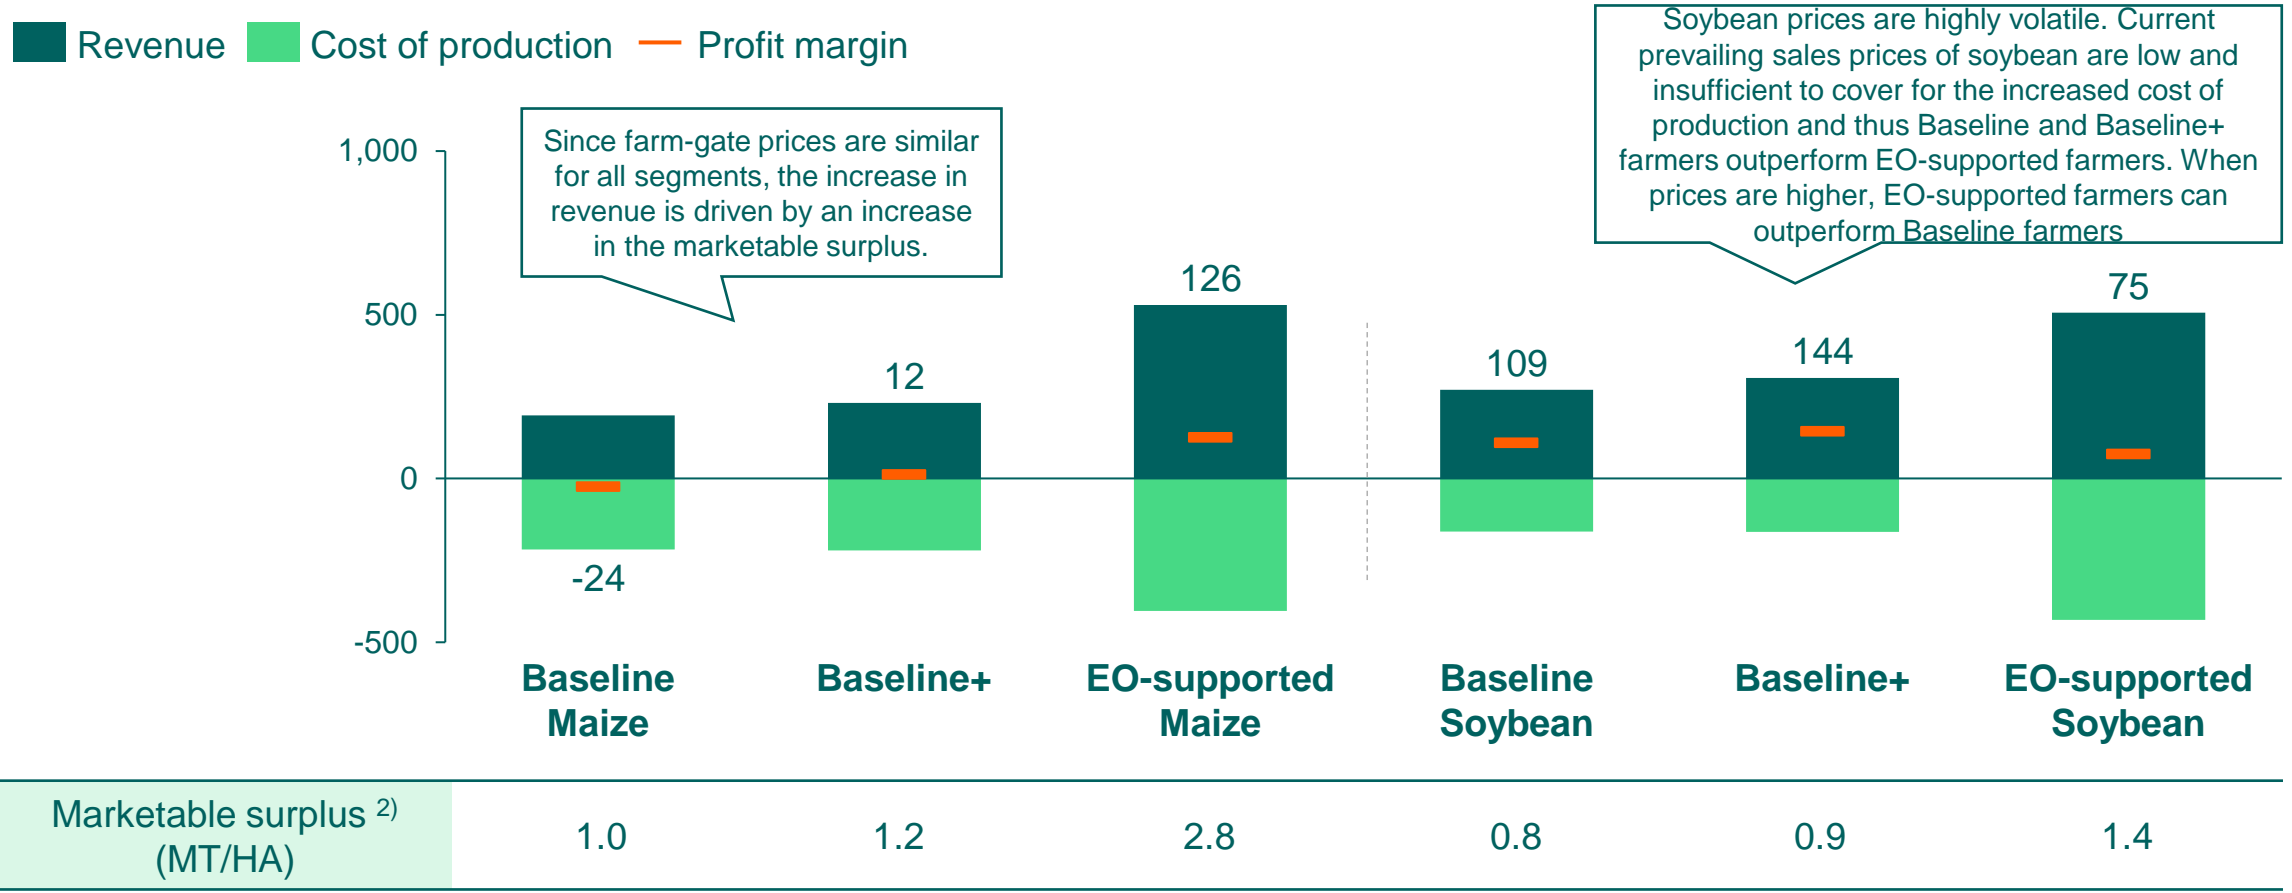 Revenue
Cost of production
Profit margin
Soybean prices are highly volatile. Current
prevailing sales prices of soybean are low and
insufficient to cover for the increased cost of
production and thus Baseline and Baseline+
farmers outperform EO-supported farmers. When
prices are higher, EO-supported farmers can
outperform Baseline farmers
Since farm-gate prices are similar
for all segments, the increase in
revenue is driven by an increase
in the marketable surplus.
1,000
500
0
-500
-24
12
126
109
144
75
Baseline
Maize
Baseline+
EO-supported
Maize
Baseline
Soybean
Baseline+
EO-supported
Soybean
Marketable surplus 2)
(MT/HA)
1.0
1.2
2.8
0.8
0.9
1.4